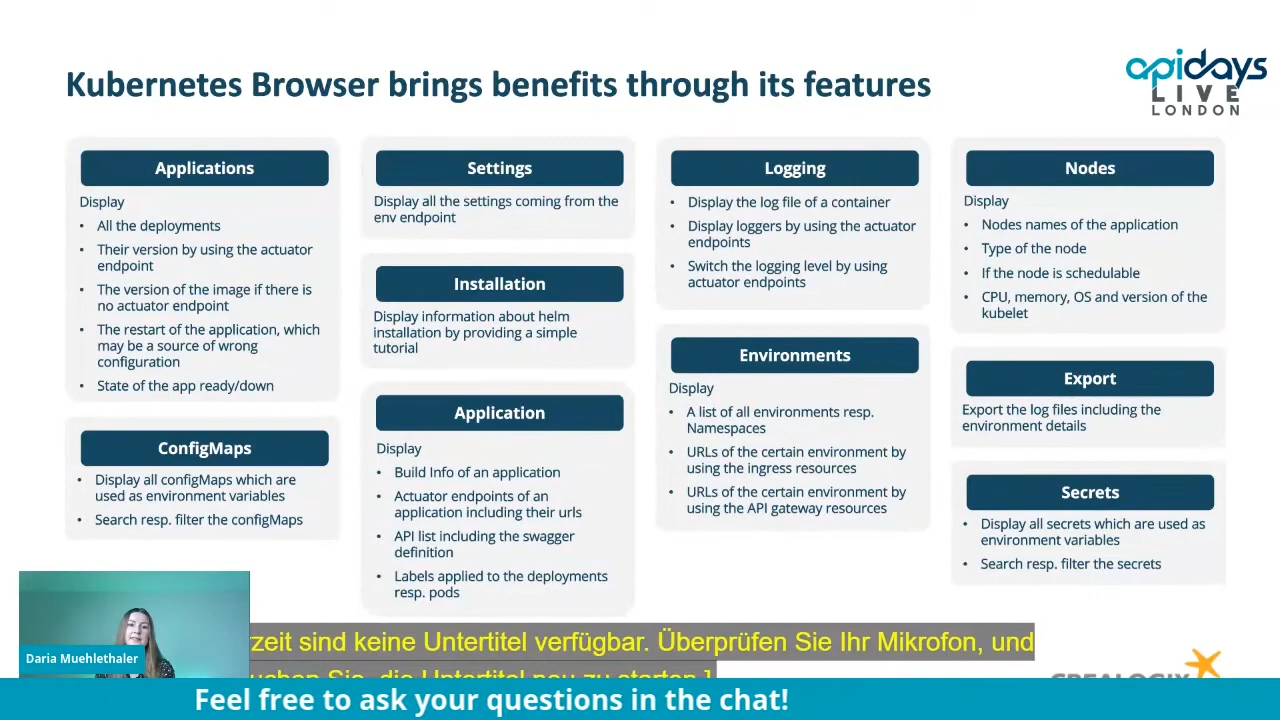 Kubernetes Browser brings benefits through its features
apidays
LIVE
LONDON
Applications
Display
• All the deployments
• Their version by using the actuator
endpoint
• The version of the image if there is
no actuator endpoint
• The restart of the application, which
may be a source of wrong
configuration
• State of the app ready/down
ConfigMaps
• Display all configMaps which are
used as environment variables
• Search resp. filter the configMaps
Settings
Display all the settings coming from the
env endpoint
Installation
Display information about helm
installation by providing a simple
tutorial
Application
Display
• Build Info of an application
• Actuator endpoints of an
application including their urls
• API list including the swagger
definition
• Labels applied to the deployments
resp. pods
Logging
• Display the log file of a container
• Display loggers by using the actuator
endpoints
• Switch the logging level by using
actuator endpoints
Environments
Display
• A list of all environments resp.
Namespaces
• URLs of the certain environment by
using the ingress resources
• URLs of the certain environment by
using the API gateway resources
Nodes
Display
• Nodes names of the application
• Type of the node
• If the node is schedulable
• CPU, memory, OS and version of the
kubelet
Export
Export the log files including the
environment details
Secrets
• Display all secrets which are used as
environment variables
• Search resp. filter the secrets
zeit sind keine Untertitel verfügbar. Überprüfen Sie Ihr Mikrofon, und
Sie, die Untertitel neu zu starten.]
Daria Muehlethaler
CREALOGIX
Feel free to ask your questions in the chat!